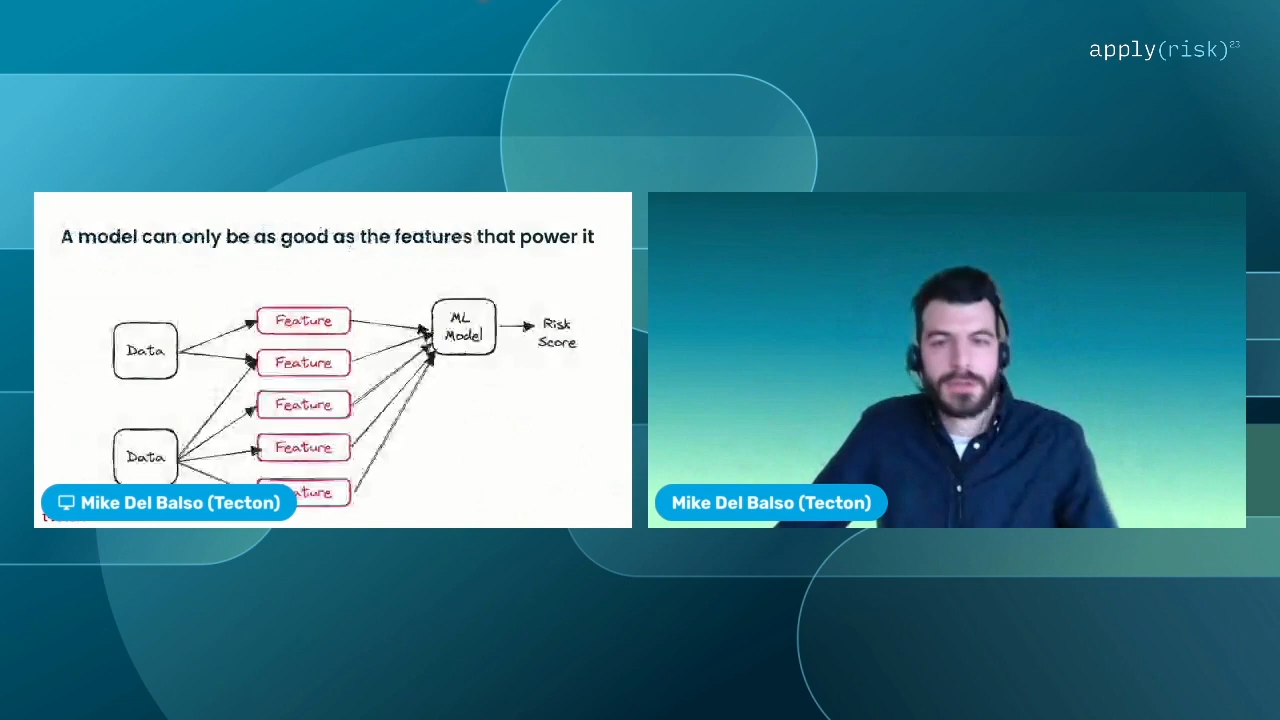 apply(risk)23
A model can only be as good as the features that power it
Data
Data
Feature
Feature
Feature
Feature
ML
Model
Risk
Score
Mike Del Balso (Tecton)
Mike Del Balso (Tecton)